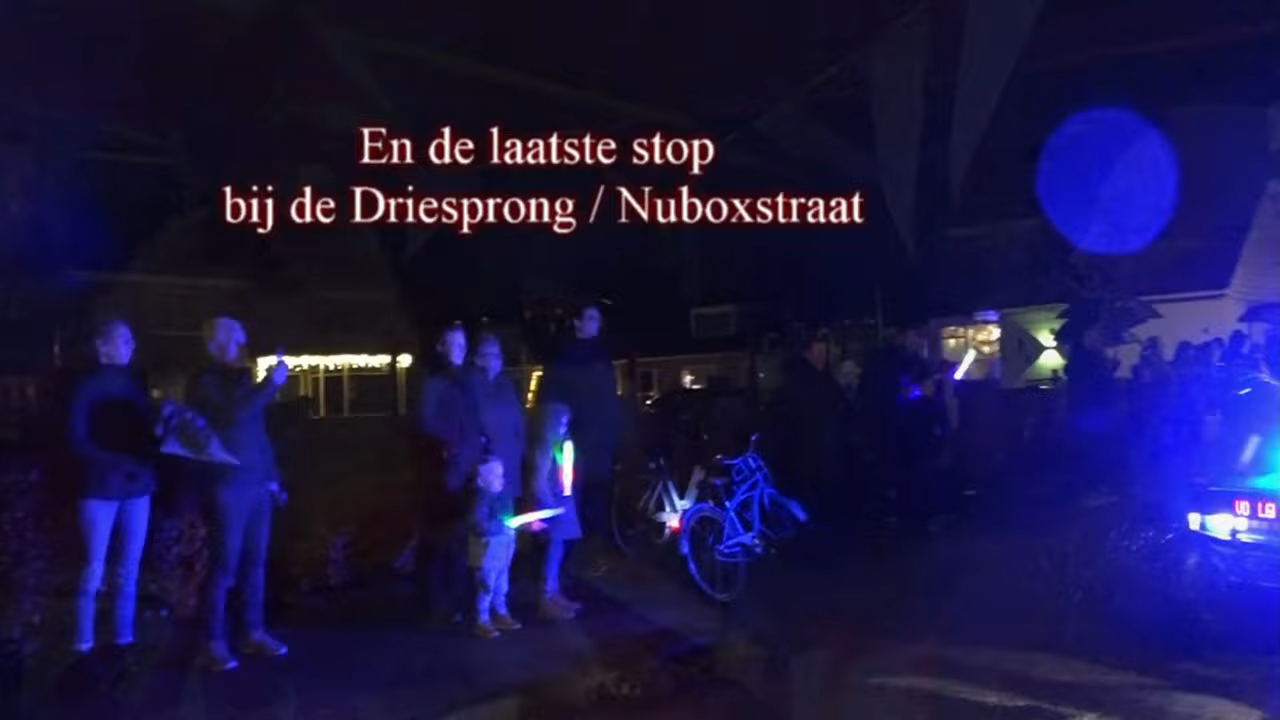 En de laatste stop
bij de Driesprong / Nuboxstraat